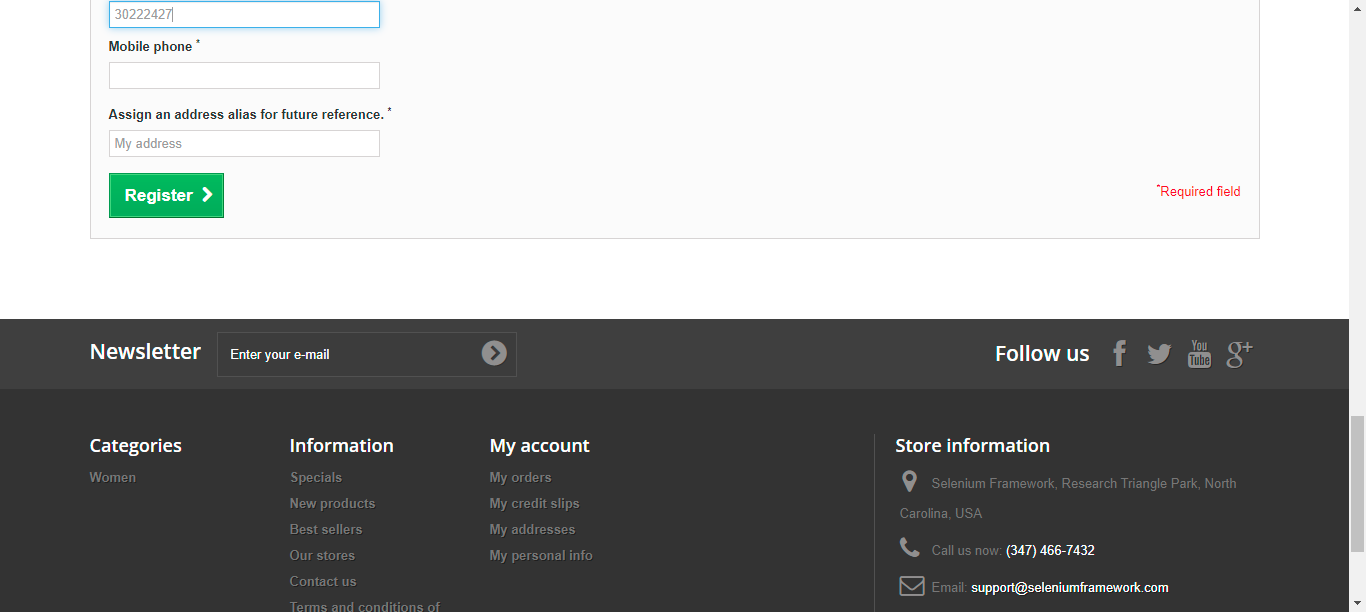 30222427
Mobile phone *
Assign an address alias for future reference. *
My address
Register
*Required field
Newsletter
Enter your e-mail
Follow us
f
You
Tube
g+
Categories
Women
Information
Specials
New products
Best sellers
Our stores
Contact us
Terms and conditions of
My account
My orders
My credit slips
My addresses
My personal info
Store information
Selenium Framework, Research Triangle Park, North
Carolina, USA
Call us now: (347) 466-7432
Email: support@seleniumframework.com